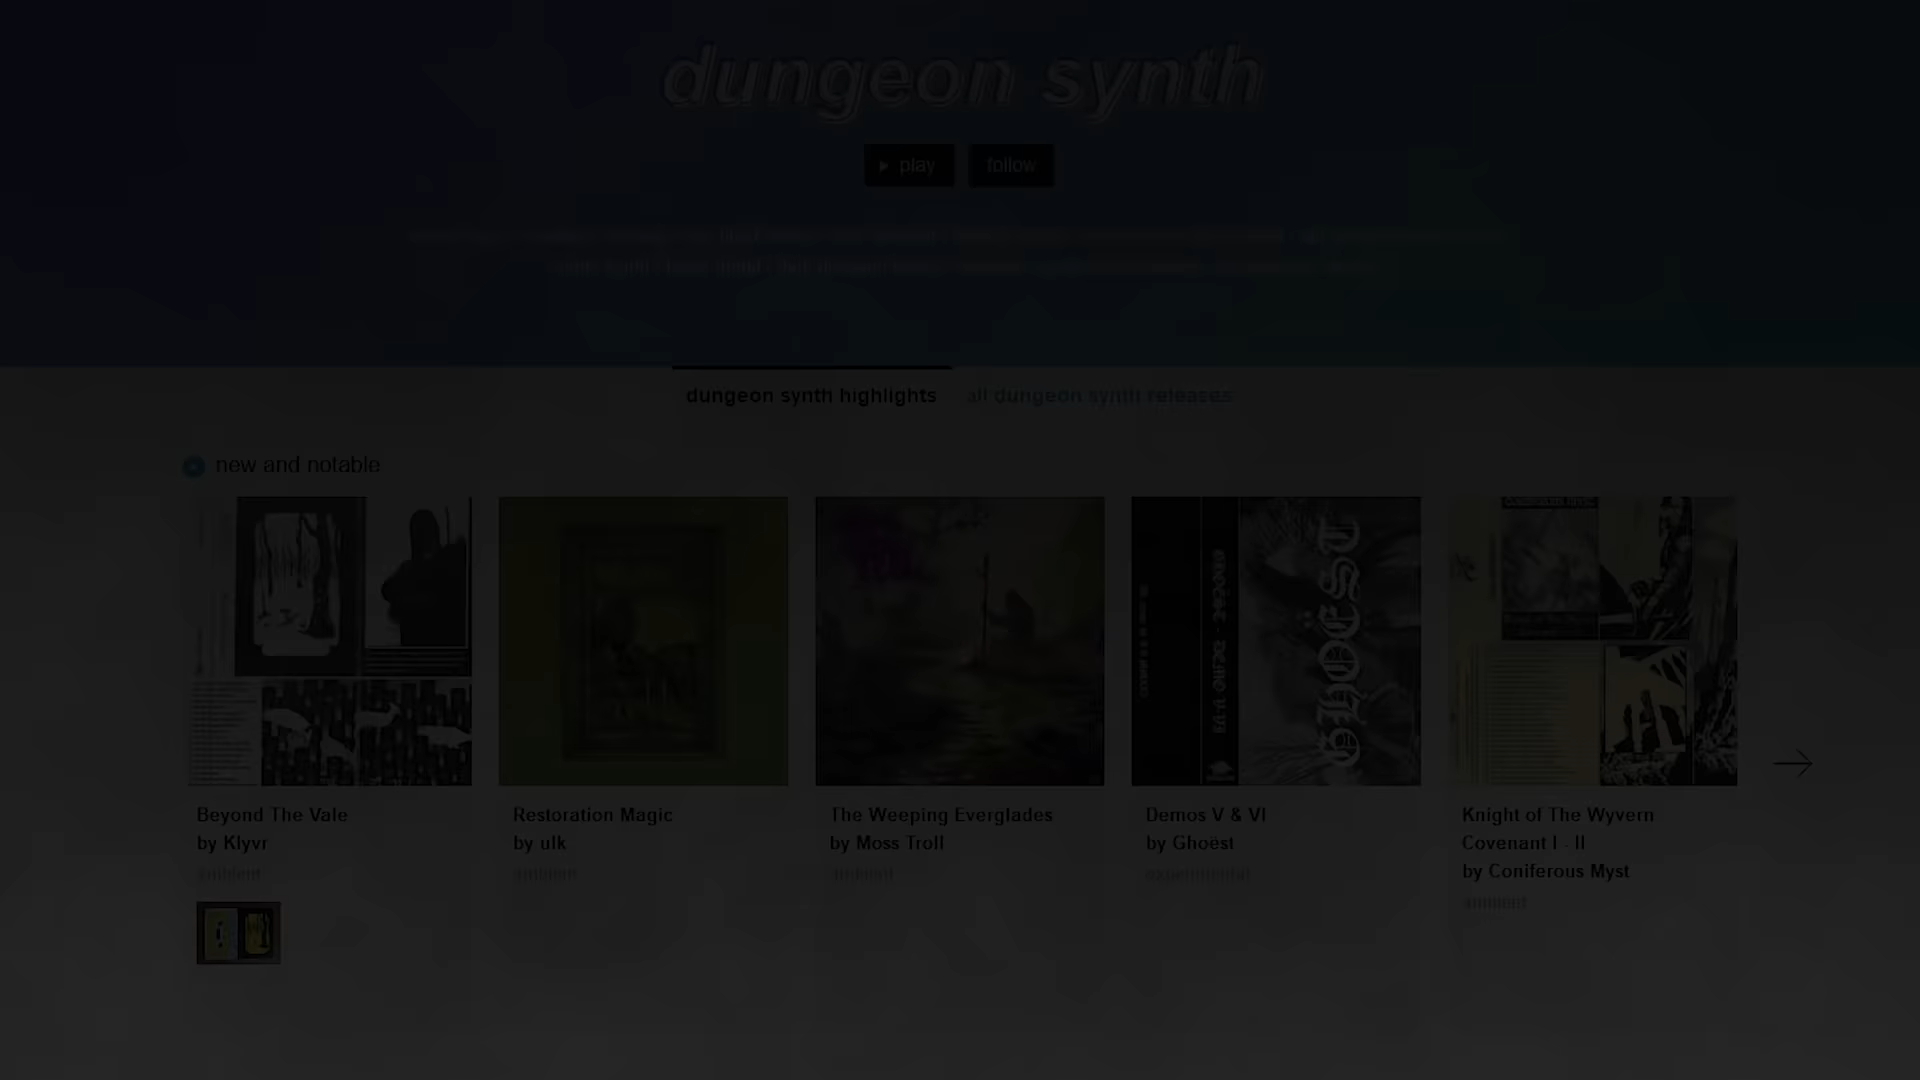 dungeon synth
play
follow
dungeon synth highlights
all dungeon synth releases
new and notable
GHOËST
Beyond The Vale
by Klyvr
ambient
Restoration Magic
by ulk
ambient
The Weeping Everglades
by Moss Troll
ambient
Demos V & VI
by Ghoëst
experimental
Knight of The Wyvern
Covenant I - II
by Coniferous Myst
ambient